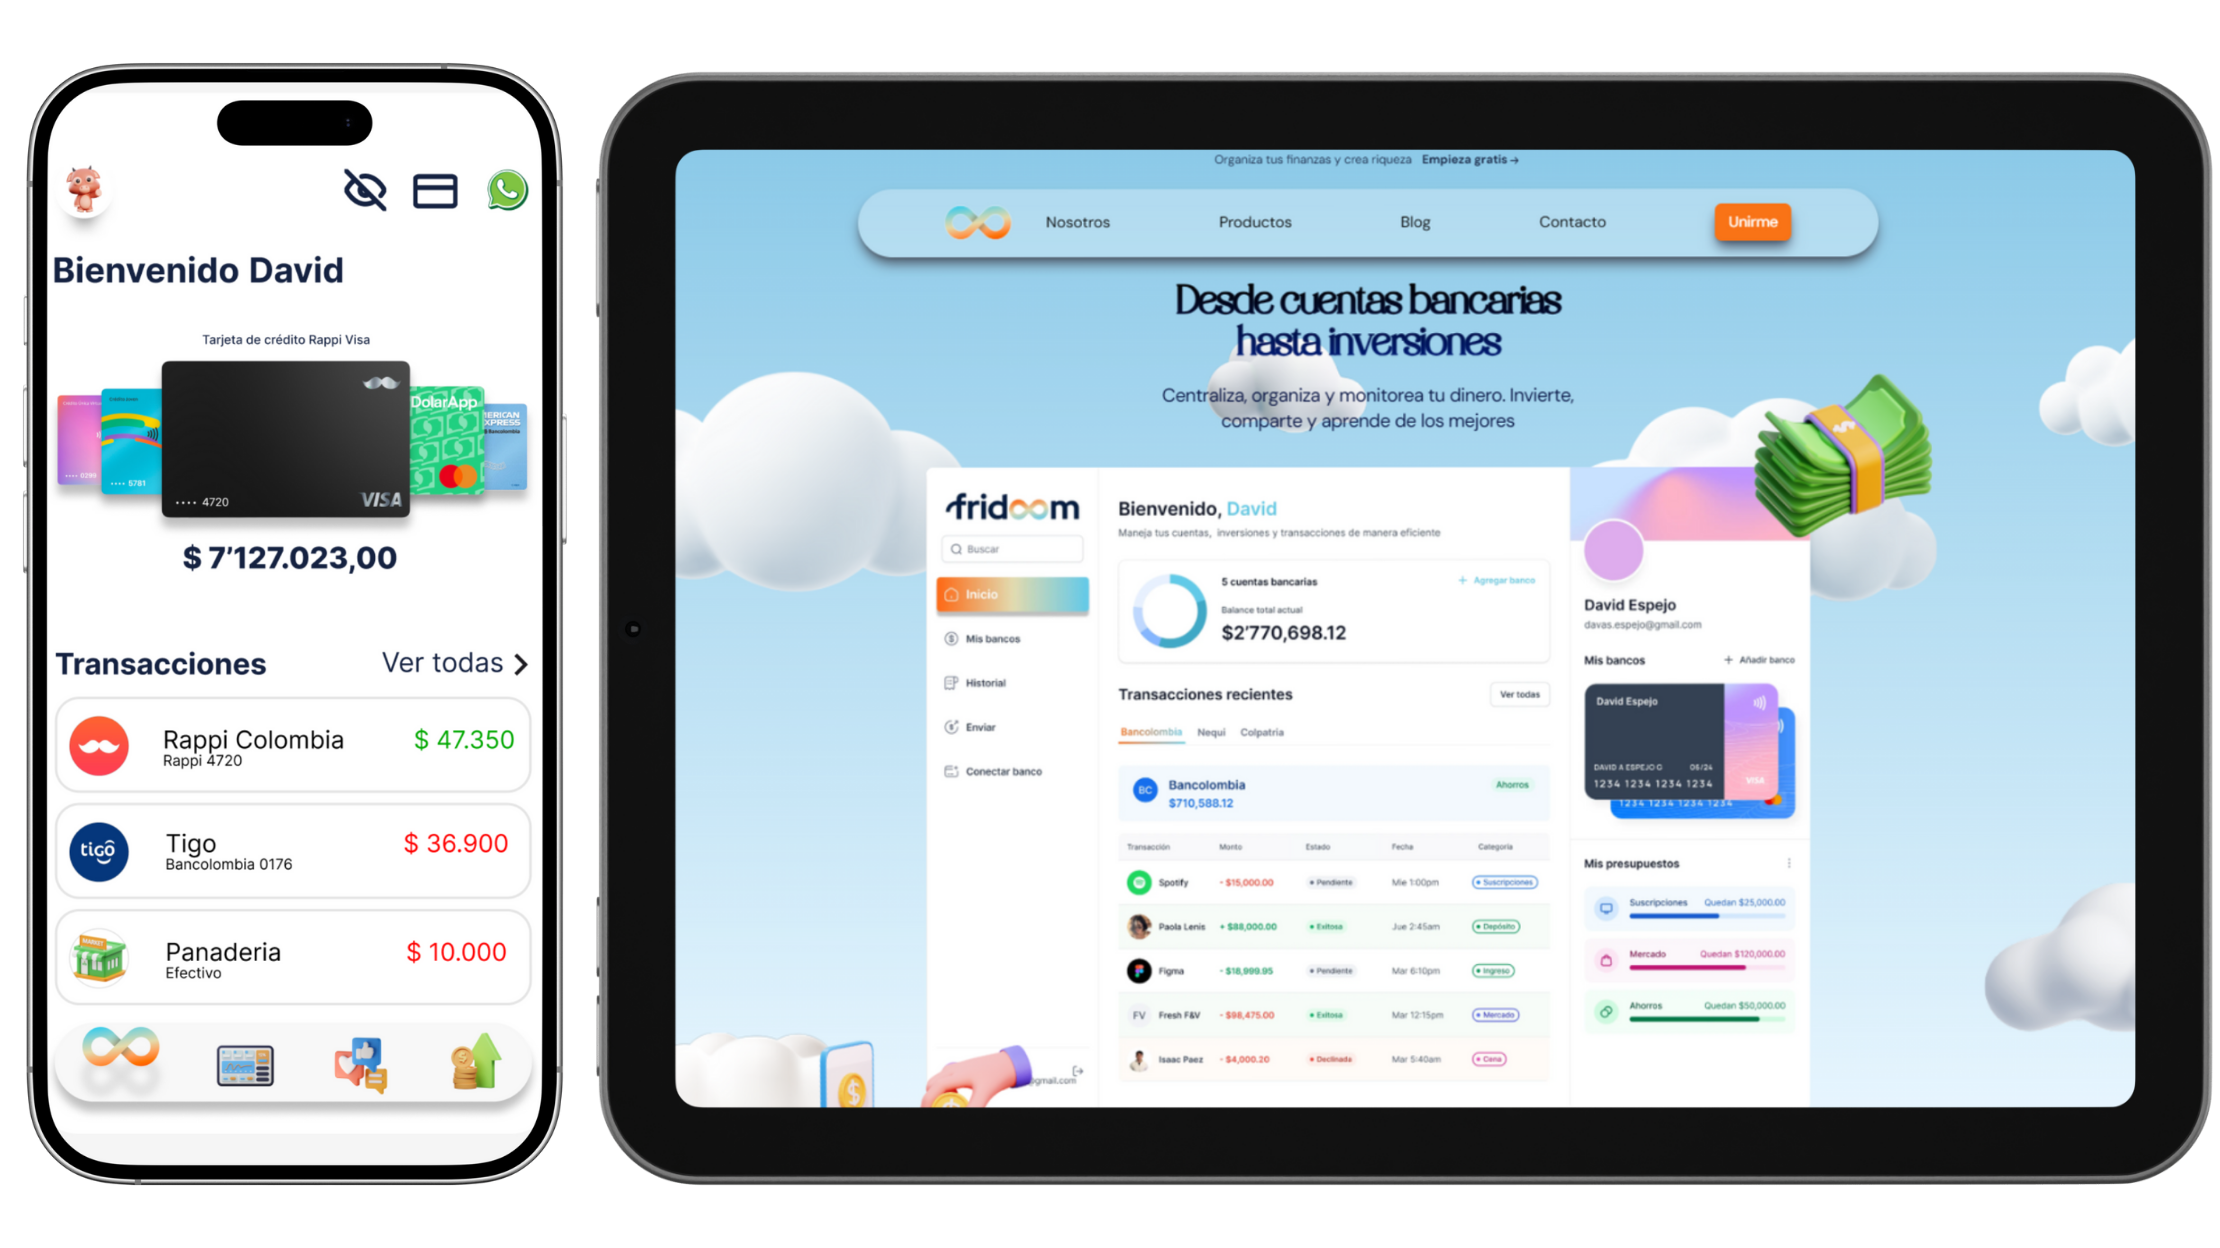 Bienvenido David
Tarjeta de crédito Rappi Visa
•••• 0299
•••• 5781
•••• 4720
VISA
DolarApp
ERICAN
XPRESS
Bancolombia
$ 7’127.023,00
Transacciones
Ver todas
Rappi Colombia
Rappi 4720
$ 47.350
tigo
Tigo
Bancolombia 0176
$ 36.900
MARKET
Panaderia
Efectivo
$ 10.000
Organiza tus finanzas y crea riqueza Empieza gratis →
Nosotros
Productos
Blog
Contacto
Unirme
Desde cuentas bancarias
hasta inversiones
Centraliza, organiza y monitorea tu dinero. Invierte,
comparte y aprende de los mejores
fridoom
Buscar
Inicio
Mis bancos
Historial
Enviar
Conectar banco
@gmail.com
Bienvenido, David
Maneja tus cuentas, inversiones y transacciones de manera eficiente
5 cuentas bancarias
+ Agregar banco
Balance total actual
$2’770,698.12
Transacciones recientes
Ver todas
Bancolombia Nequi Colpatria
BC
Bancolombia
$710,588.12
Ahorros
Transacción Monto Estado Fecha Categoria
Spotify - $15,000.00 • Pendiente Mie 1:00pm • Suscripciones
Paola Lenis + $88,000.00 • Exitosa Jue 2:45am • Depósito
Figma - $18,999.95 • Pendiente Mar 6:10pm • Ingreso
FV Fresh F&V - $98,475.00 • Exitosa Mar 12:15pm • Mercado
Isaac Paez - $4,000.20 • Declinada Mar 5:40am • Cena
David Espejo
davas.espejo@gmail.com
Mis bancos
+ Añadir banco
David Espejo
DAVID A ESPEJO G 06/24
1234 1234 1234 1234
VISA
1234 1234 1234 1234
Mis presupuestos
Suscripciones Quedan $25,000.00
Mercado Quedan $120,000.00
Ahorros Quedan $50,000.00